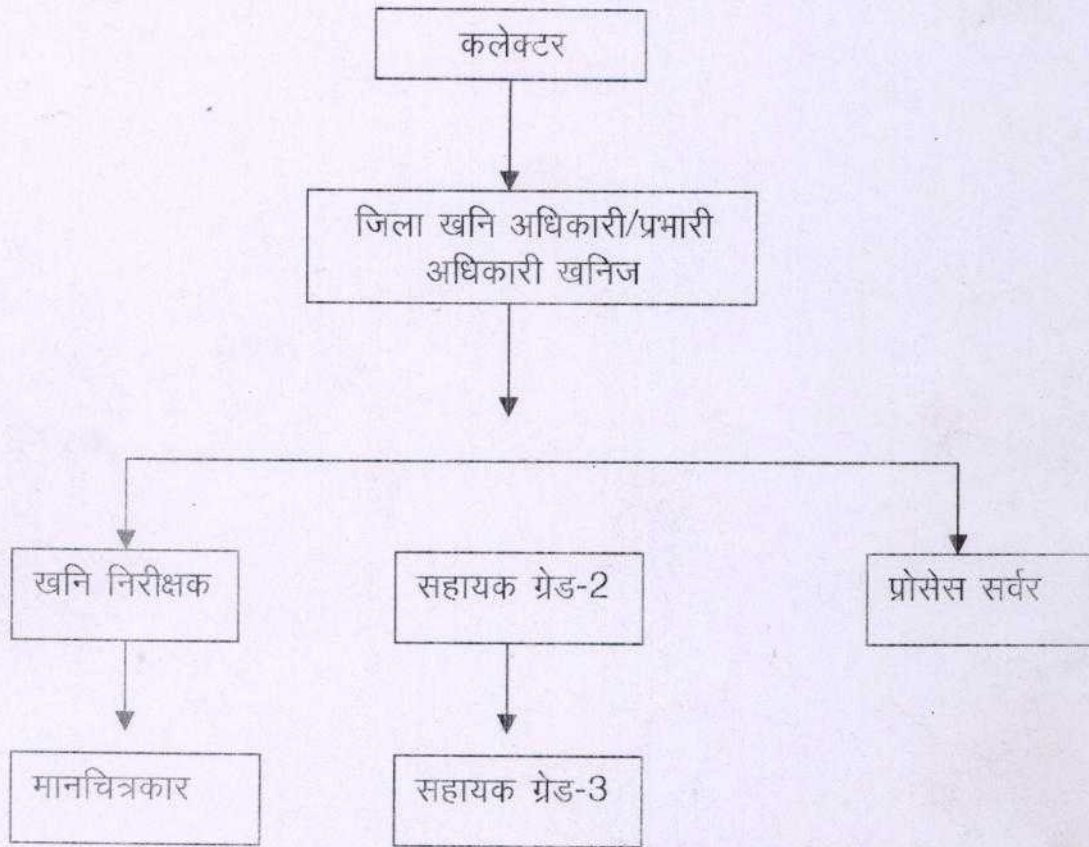 कलेक्टर
जिला खनि अधिकारी/प्रभारी
अधिकारी खनिज
खनि निरीक्षक
सहायक ग्रेड-2
प्रोसेस सर्वर
मानचित्रकार
सहायक ग्रेड-3